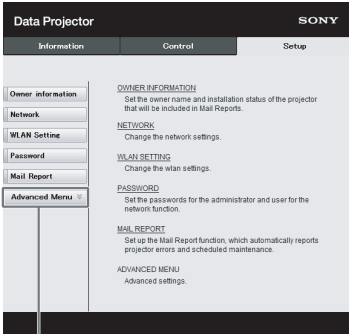 Data Projector
SONY
Information
Control
Setup
Owner information
Network
WLAN Setting
Password
Mail Report
Advanced Menu
OWNER INFORMATION
Set the owner name and installation status of the projector
that will be included in Mail Reports.
NETWORK
Change the network settings.
WLAN SETTING
Change the wlan settings.
PASSWORD
Set the passwords for the administrator and user for the
network function.
MAIL REPORT
Set up the Mail Report function, which automatically reports
projector errors and scheduled maintenance.
ADVANCED MENU
Advanced settings.